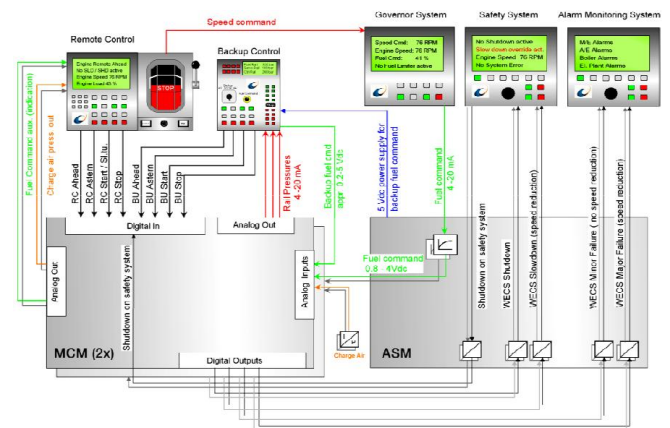 Speed command
Governor System
Safety System
Alarm Monitoring System
Remote Control
Backup Control
Engine Remote Ahead
No SLD / SHD active
Engine Speed 76 RPM
Engine Load 43 %
STOP
Speed Cmd: 76 RPM
Engine Speed: 76 RPM
Fuel Cmd: 43 %
No Fuel Limiter active
No Shutdown active
Slow down override act.
Engine Speed 76 RPM
No System Error
M/E Alarms
A/E Alarms
Boiler Alarms
E.l. Plant Alarms
Fuel Command aux. (indication)
Charge air press. out
RC Ahead
RC Astern
RC Start / St.tu.
RC Stop
BU Ahead
BU Astern
BU Start
BU Stop
Rail Pressures
4 -20 mA
Backup fuel cmd
appr. 0.2-5 Vdc
5 Vdc power supply for
backup fuel command
Fuel command
4 -20 mA
Shutdown on safety system
WECS Shutdown
WECS Slowdown (speed reduction)
WECS Minor Failure ( no speed reduction)
WECS Major Failure (speed reduction)
Digital In
Analog Out
Analog Out
Shutdown on safety system
Analog Inputs
Fuel command
0.8 - 4Vdc
MCM (2x)
Digital Outputs
Charge Air
ASM